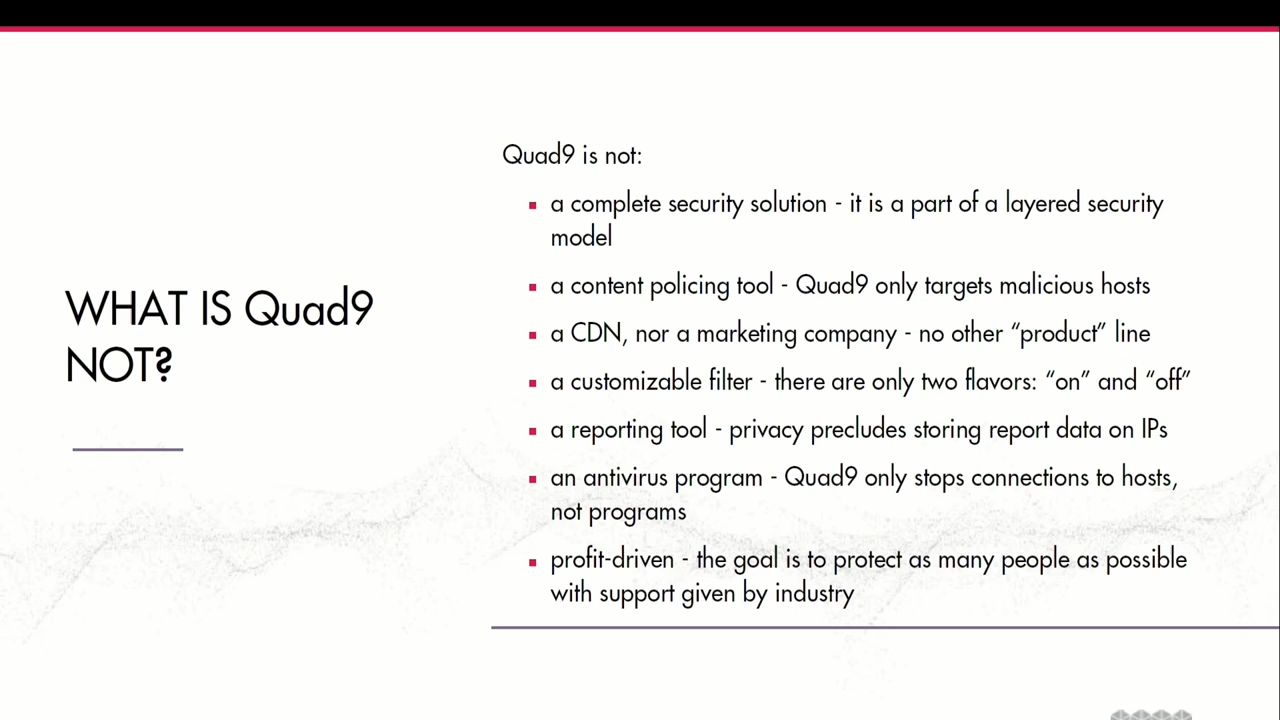 WHAT IS Quad9
NOT?
Quad9 is not:
▪ a complete security solution - it is a part of a layered security
model
▪ a content policing tool - Quad9 only targets malicious hosts
▪ a CDN, nor a marketing company - no other “product” line
▪ a customizable filter - there are only two flavors: “on” and “off”
▪ a reporting tool - privacy precludes storing report data on IPs
▪ an antivirus program - Quad9 only stops connections to hosts,
not programs
▪ profit-driven - the goal is to protect as many people as possible
with support given by industry